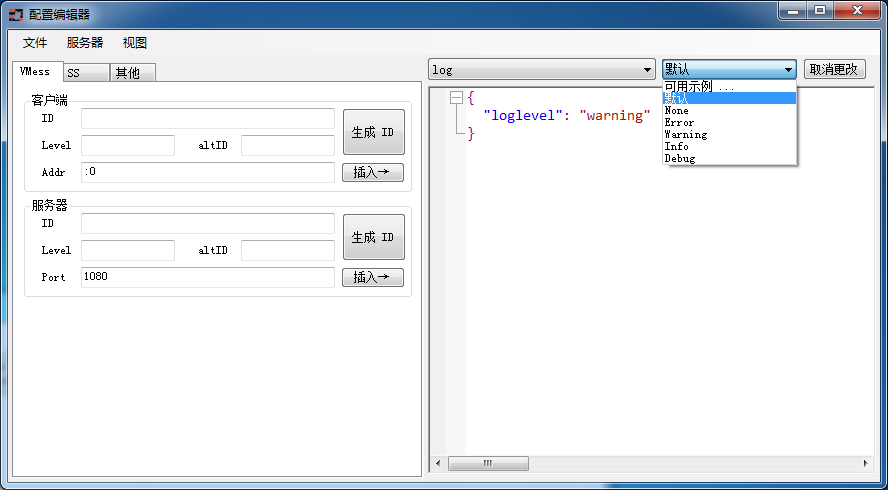 配置编辑器
文件 服务器 视图
VMess SS 其他
log 默认 取消更改
客户端
ID
生成 ID
Level altID
Addr :0 插入→
服务器
ID
生成 ID
Level altID
Port 1080 插入→
可用示例 ...
默认
None
Error
Warning
Info
Debug
{
"loglevel": "warning"
}